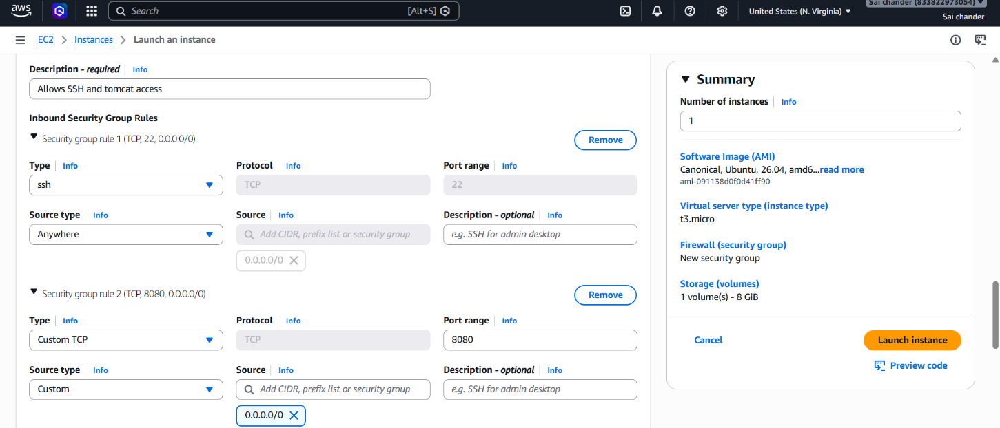 aws
Search [Alt+S]
United States (N. Virginia)
Sai chander (833822973054)
Sai chander
EC2 Instances Launch an instance
Description - required Info
Allows SSH and tomcat access
Inbound Security Group Rules
Security group rule 1 (TCP, 22, 0.0.0.0/0)
Remove
Type Info Protocol Info Port range Info
ssh TCP 22
Source type Info Source Info Description - optional Info
Anywhere Add CIDR, prefix list or security group e.g. SSH for admin desktop
0.0.0.0/0
Security group rule 2 (TCP, 8080, 0.0.0.0/0)
Remove
Type Info Protocol Info Port range Info
Custom TCP TCP 8080
Source type Info Source Info Description - optional Info
Custom Add CIDR, prefix list or security group e.g. SSH for admin desktop
0.0.0.0/0
Summary
Number of instances Info
1
Software Image (AMI)
Canonical, Ubuntu, 26.04, amd6...read more
ami-091138d0f0d41ff90
Virtual server type (instance type)
t3.micro
Firewall (security group)
New security group
Storage (volumes)
1 volume(s) - 8 GiB
Cancel Launch instance
Preview code